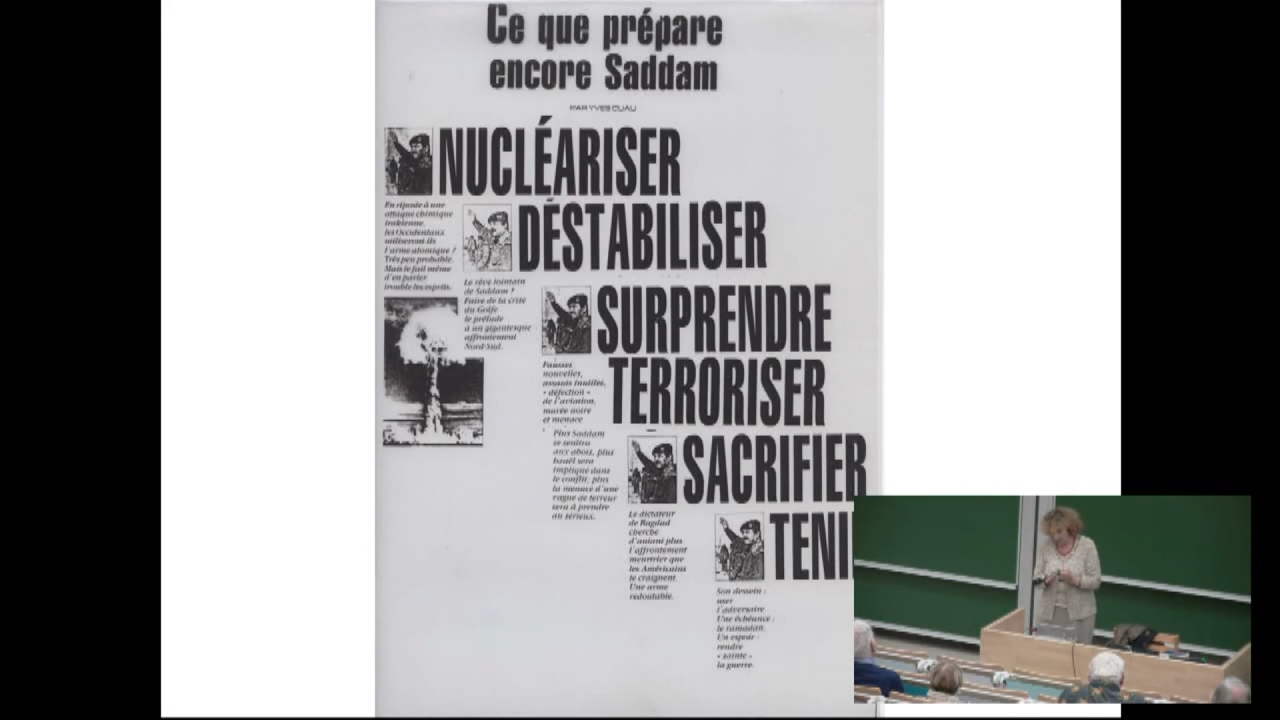 Ce que prépare
encore Saddam
PAR YVES CUAU
NUCLÉARISER
En riposte à une
attaque chimique
irakienne,
les Occidentaux
utiliseront-ils
l'arme atomique ?
Très peu probable.
Mais le fait même
d'en parler
trouble les esprits.
DÉSTABILISER
Le rêve lointain
de Saddam ?
Faire de la crise
du Golfe
le prélude
à un gigantesque
affrontement
Nord-Sud.
SURPRENDRE
Fausses
nouvelles,
assauts inutiles,
« défection »
de l'aviation,
marée noire
et menace
TERRORISER
Plus Saddam
se sentira
aux abois, plus
Israël sera
impliqué dans
le conflit, plus
la menace d'une
vague de terreur
sera à prendre
au sérieux.
SACRIFIER
Le dictateur
de Bagdad
cherche
d'autant plus
l'affrontement
meurtrier que
les Américains
le craignent.
Une arme
redoutable.
TENI
Son dessein :
user
l'adversaire.
Une échéance :
le ramadan.
Un espoir :
rendre
« sainte »
la guerre.